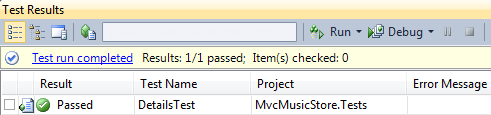 Test Results
Run Debug
Test run completed Results: 1/1 passed; Item(s) checked: 0
Result Test Name Project Error Message
Passed DetailsTest MvcMusicStore.Tests